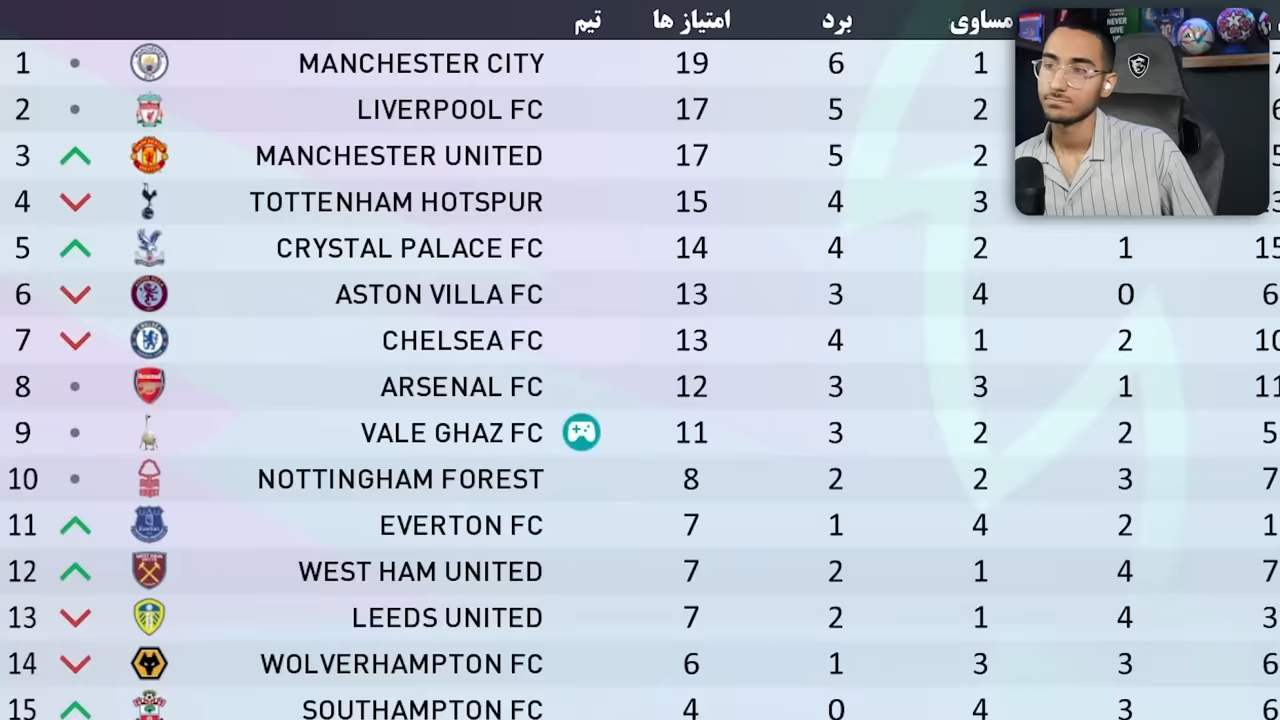 تیم امتیاز ها برد مساوی
1 MANCHESTER CITY 19 6 1
2 LIVERPOOL FC 17 5 2
3 MANCHESTER UNITED 17 5 2
4 TOTTENHAM HOTSPUR 15 4 3
5 CRYSTAL PALACE FC 14 4 2 1 15
6 ASTON VILLA FC 13 3 4 0 6
7 CHELSEA FC 13 4 1 2 10
8 ARSENAL FC 12 3 3 1 11
9 VALE GHAZ FC 11 3 2 2 5
10 NOTTINGHAM FOREST 8 2 2 3 7
11 EVERTON FC 7 1 4 2 1
12 WEST HAM UNITED 7 2 1 4 7
13 LEEDS UNITED 7 2 1 4 3
14 WOLVERHAMPTON FC 6 1 3 3 6
15 SOUTHAMPTON FC 4 0 4 3 6
NEVER
GIVE